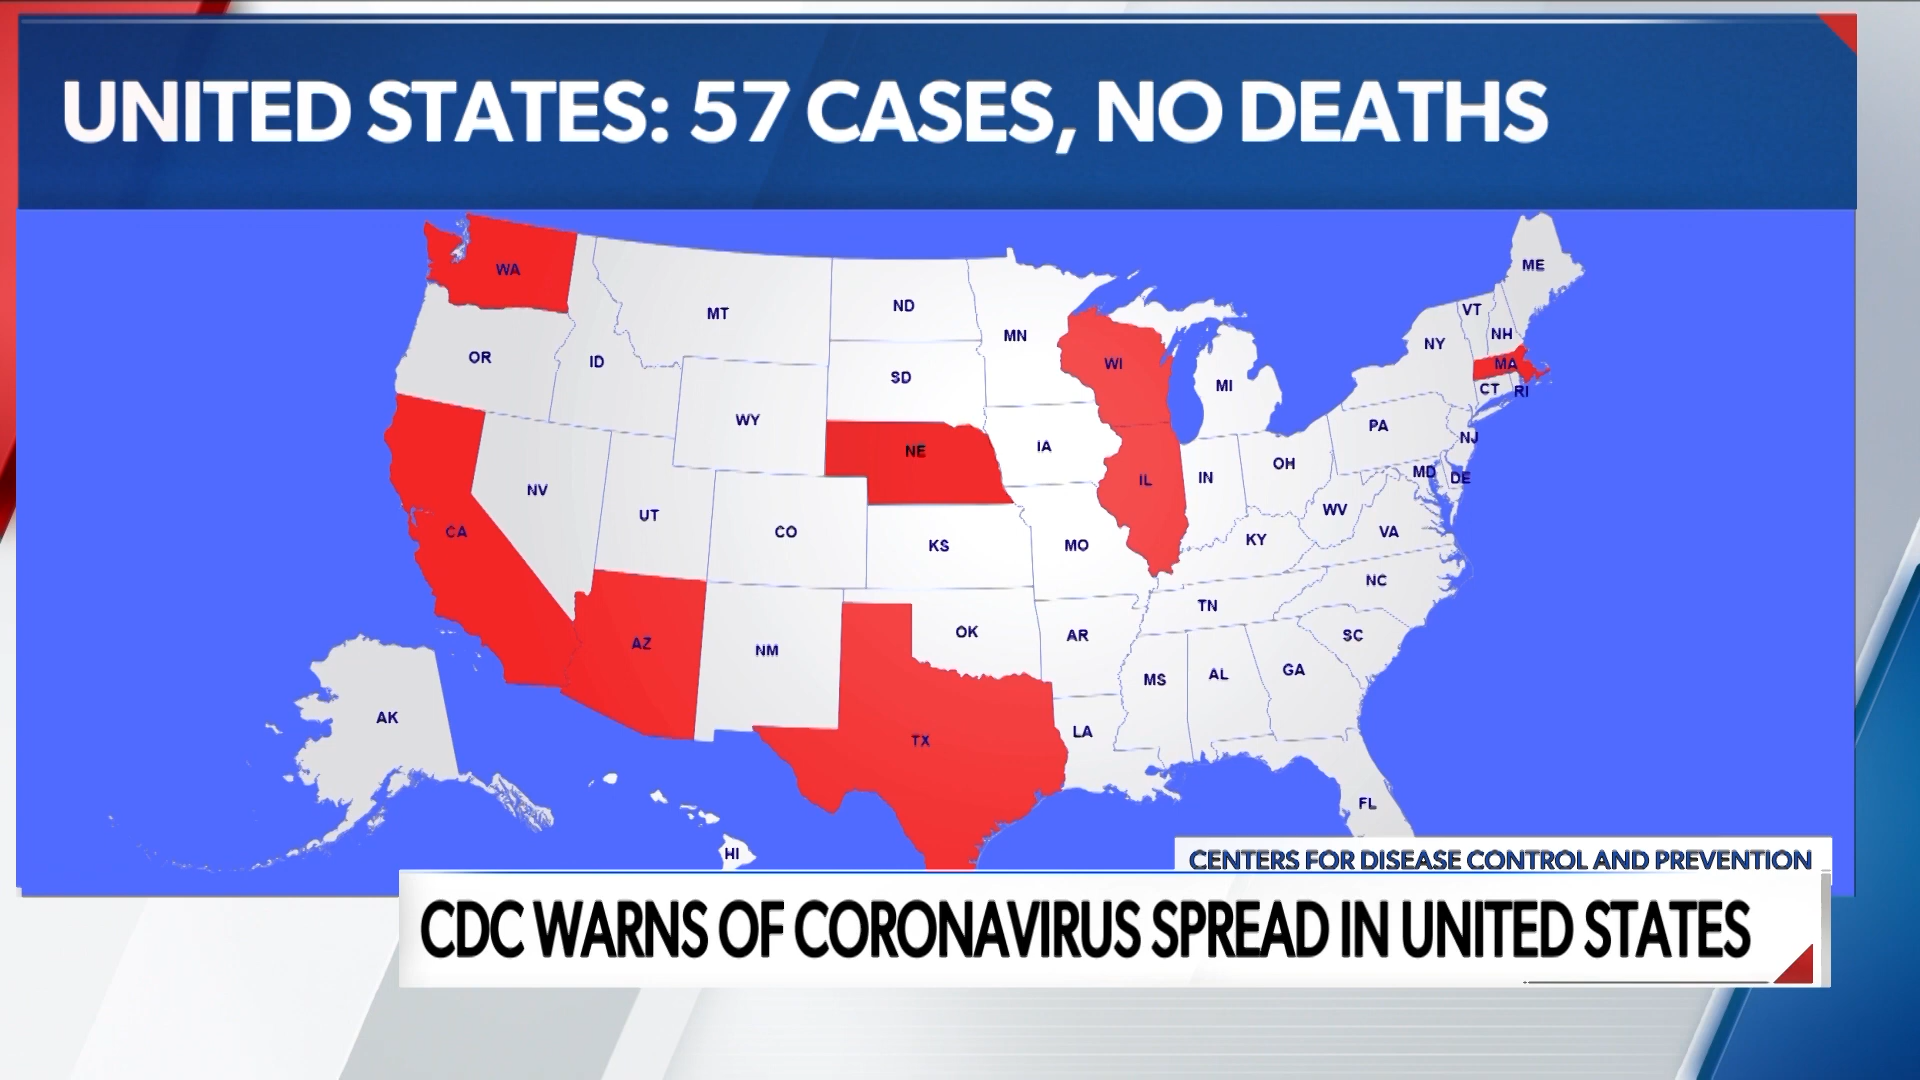 UNITED STATES: 57 CASES, NO DEATHS
WA
MT
ND
MN
ME
VT
NH
NY
MA
CT
RI
OR
ID
SD
WI
MI
WY
NE
IA
PA
NJ
OH
MD
DE
IN
IL
NV
UT
CO
KS
MO
WV
VA
KY
CA
NC
TN
AZ
NM
OK
AR
SC
MS
AL
GA
AK
TX
LA
FL
HI
CENTERS FOR DISEASE CONTROL AND PREVENTION
CDC WARNS OF CORONAVIRUS SPREAD IN UNITED STATES